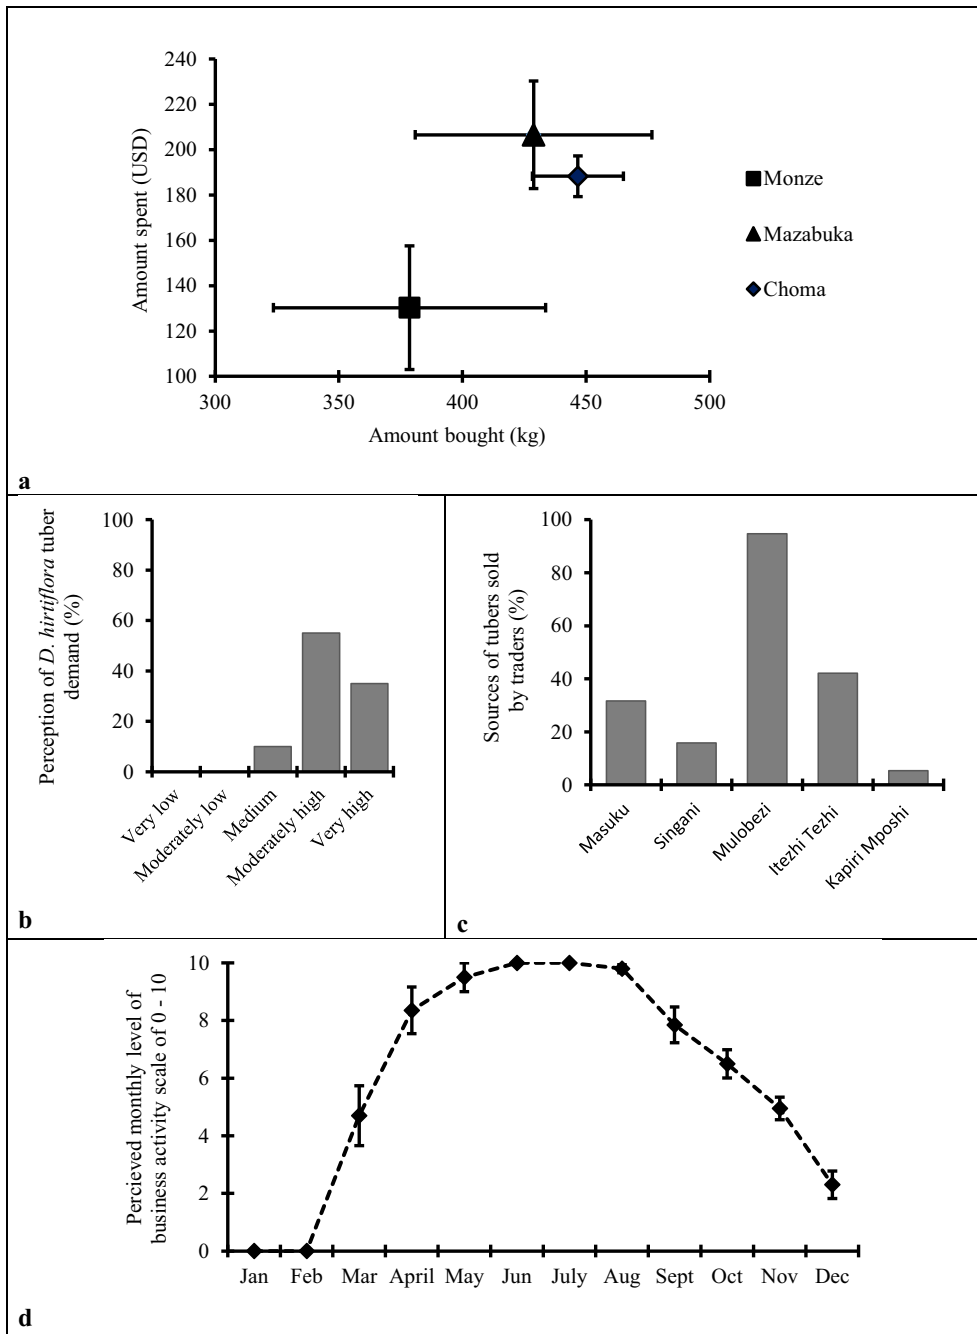 240
220
200
180
160
140
120
100
Amount spent (USD)
300 350 400 450 500
Amount bought (kg)
Monze
Mazabuka
Choma
a
Perception of D. hirtiflora tuber
demand (%)
100
80
60
40
20
0
Very low
Moderately low
Medium
Moderately high
Very high
b
Sources of tubers sold
by traders (%)
100
80
60
40
20
0
Masuku
Singani
Mulobezi
Itezhi Tezhi
Kapiri Mposhi
c
Percieved monthly level of
business activity scale of 0 - 10
10
8
6
4
2
0
Jan Feb Mar April May Jun July Aug Sept Oct Nov Dec
d